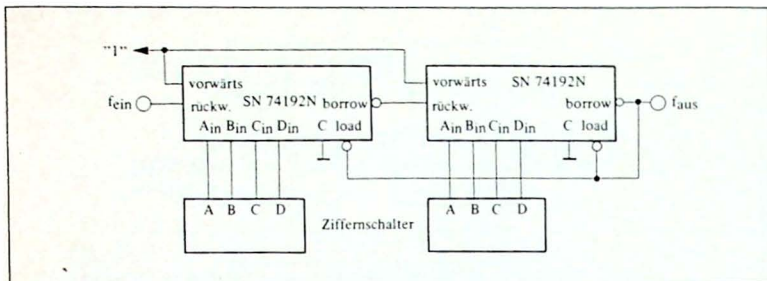 "1"
vorwärts SN 74192N
vorwärts
fein rückw. SN 74192N borrow
rückw. borrow faus
Ain Bin Cin Din C load
Ain Bin Cin Din C load
A B C D
Ziffernschalter
A B C D